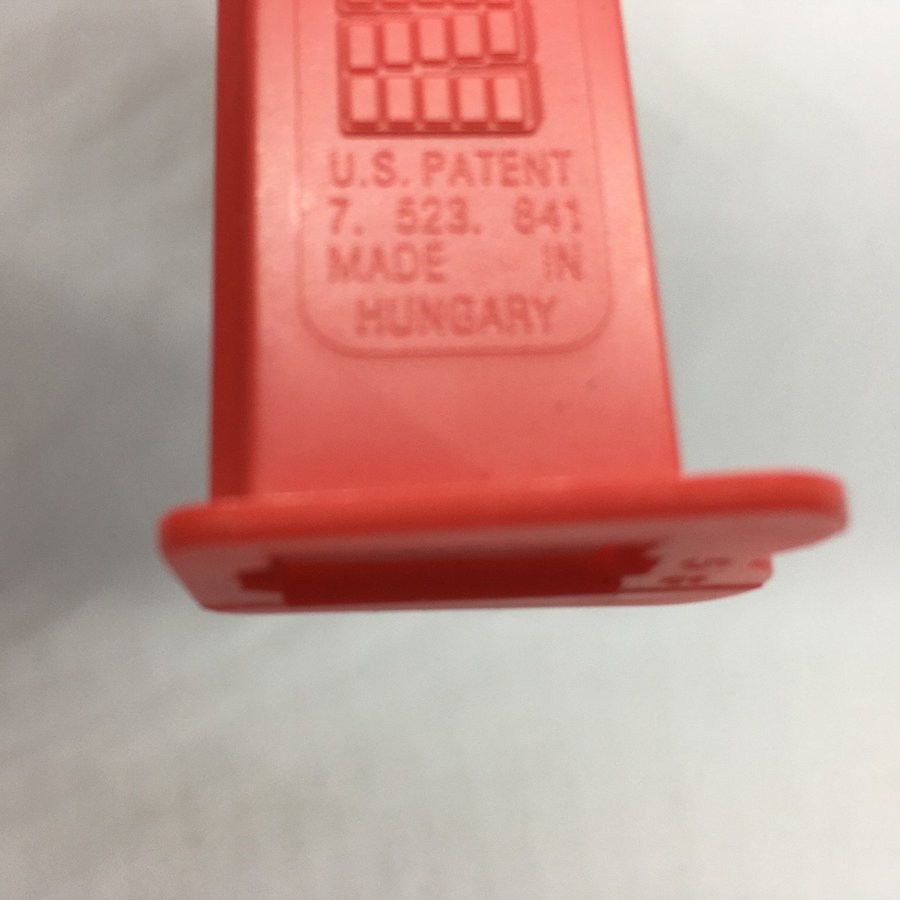 U.S. PATENT
7. 523. 841
MADE IN
HUNGARY